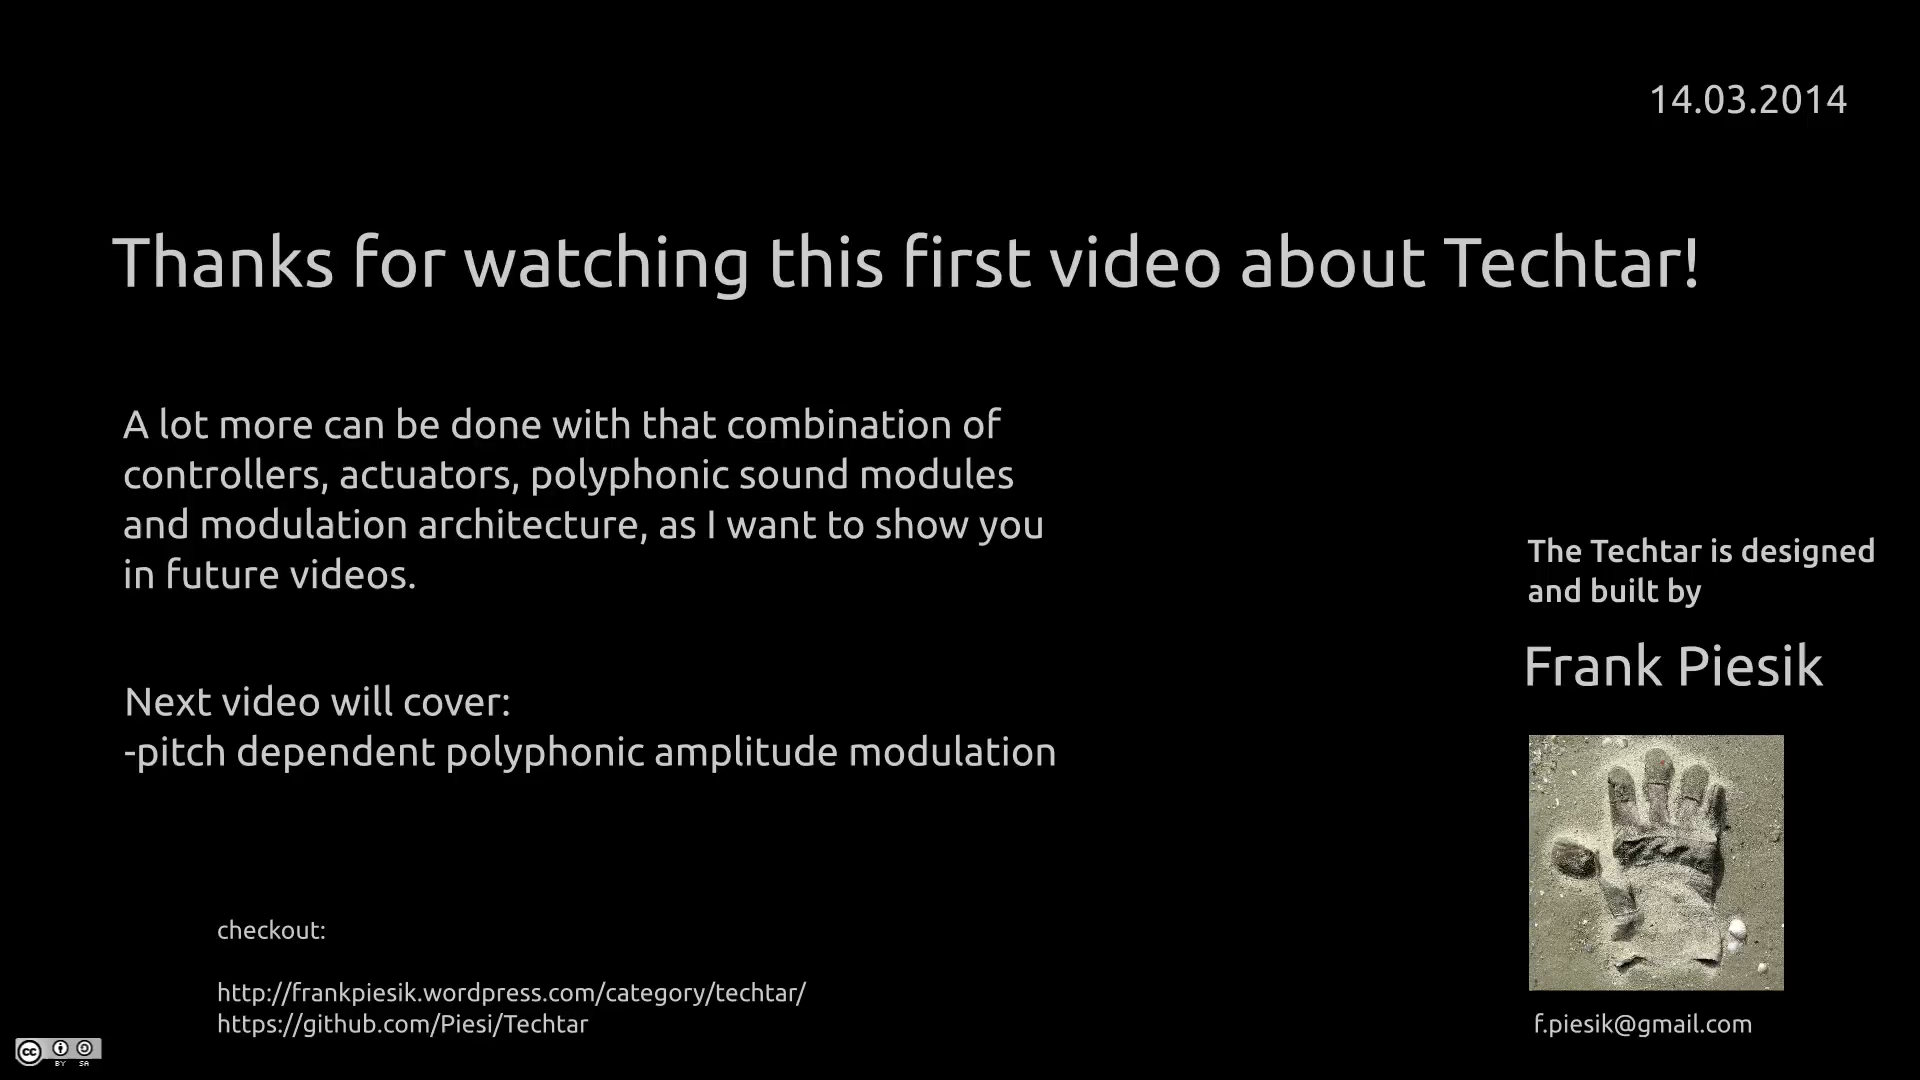 14.03.2014
Thanks for watching this first video about Techtar!
A lot more can be done with that combination of
controllers, actuators, polyphonic sound modules
and modulation architecture, as I want to show you
in future videos.
Next video will cover:
-pitch dependent polyphonic amplitude modulation
The Techtar is designed
and built by
Frank Piesik
checkout:
http://frankpiesik.wordpress.com/category/techtar/
https://github.com/Piesi/Techtar
f.piesik@gmail.com
cc
BY SA